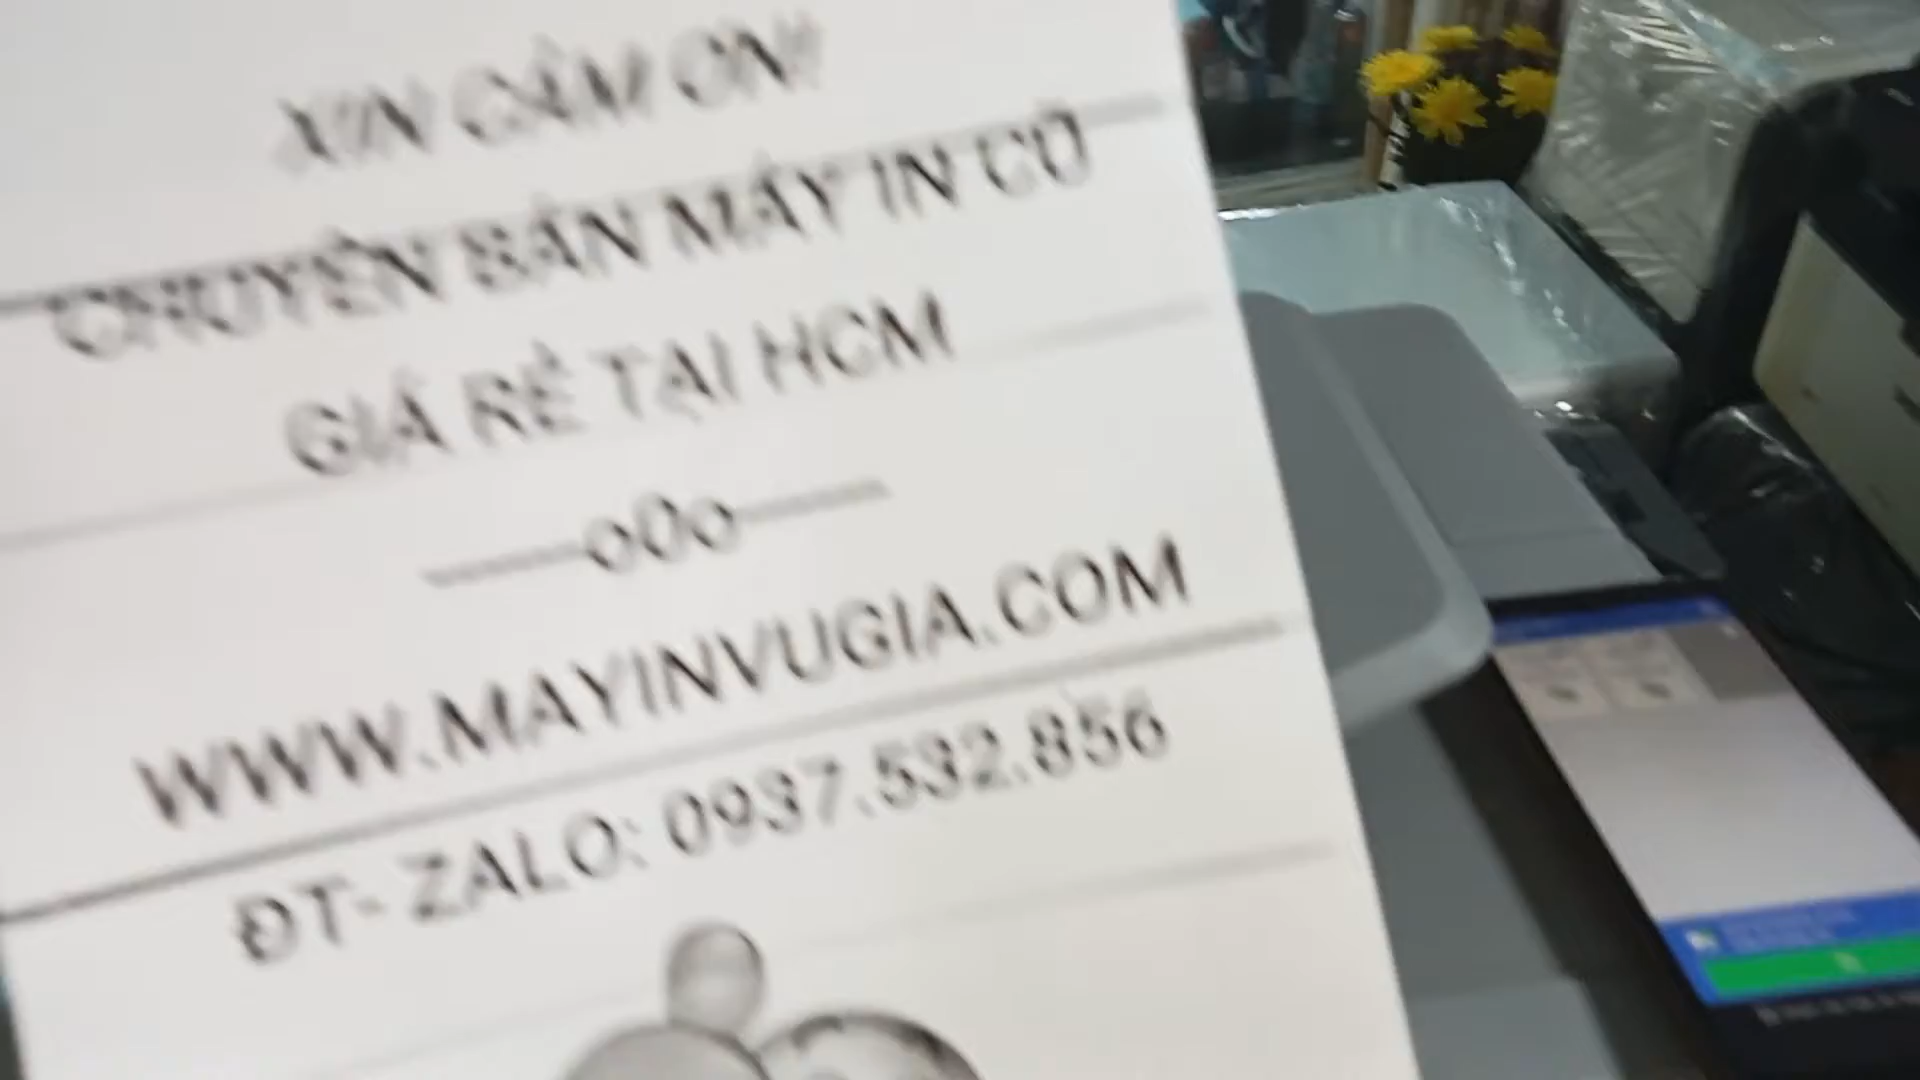 XIN CÁM ƠN!
CHUYÊN BÁN MÁY IN CŨ
GIÁ RẺ TẠI HCM
-----o0o-----
WWW.MAYINVUGIA.COM
ĐT- ZALO: 0937.532.856